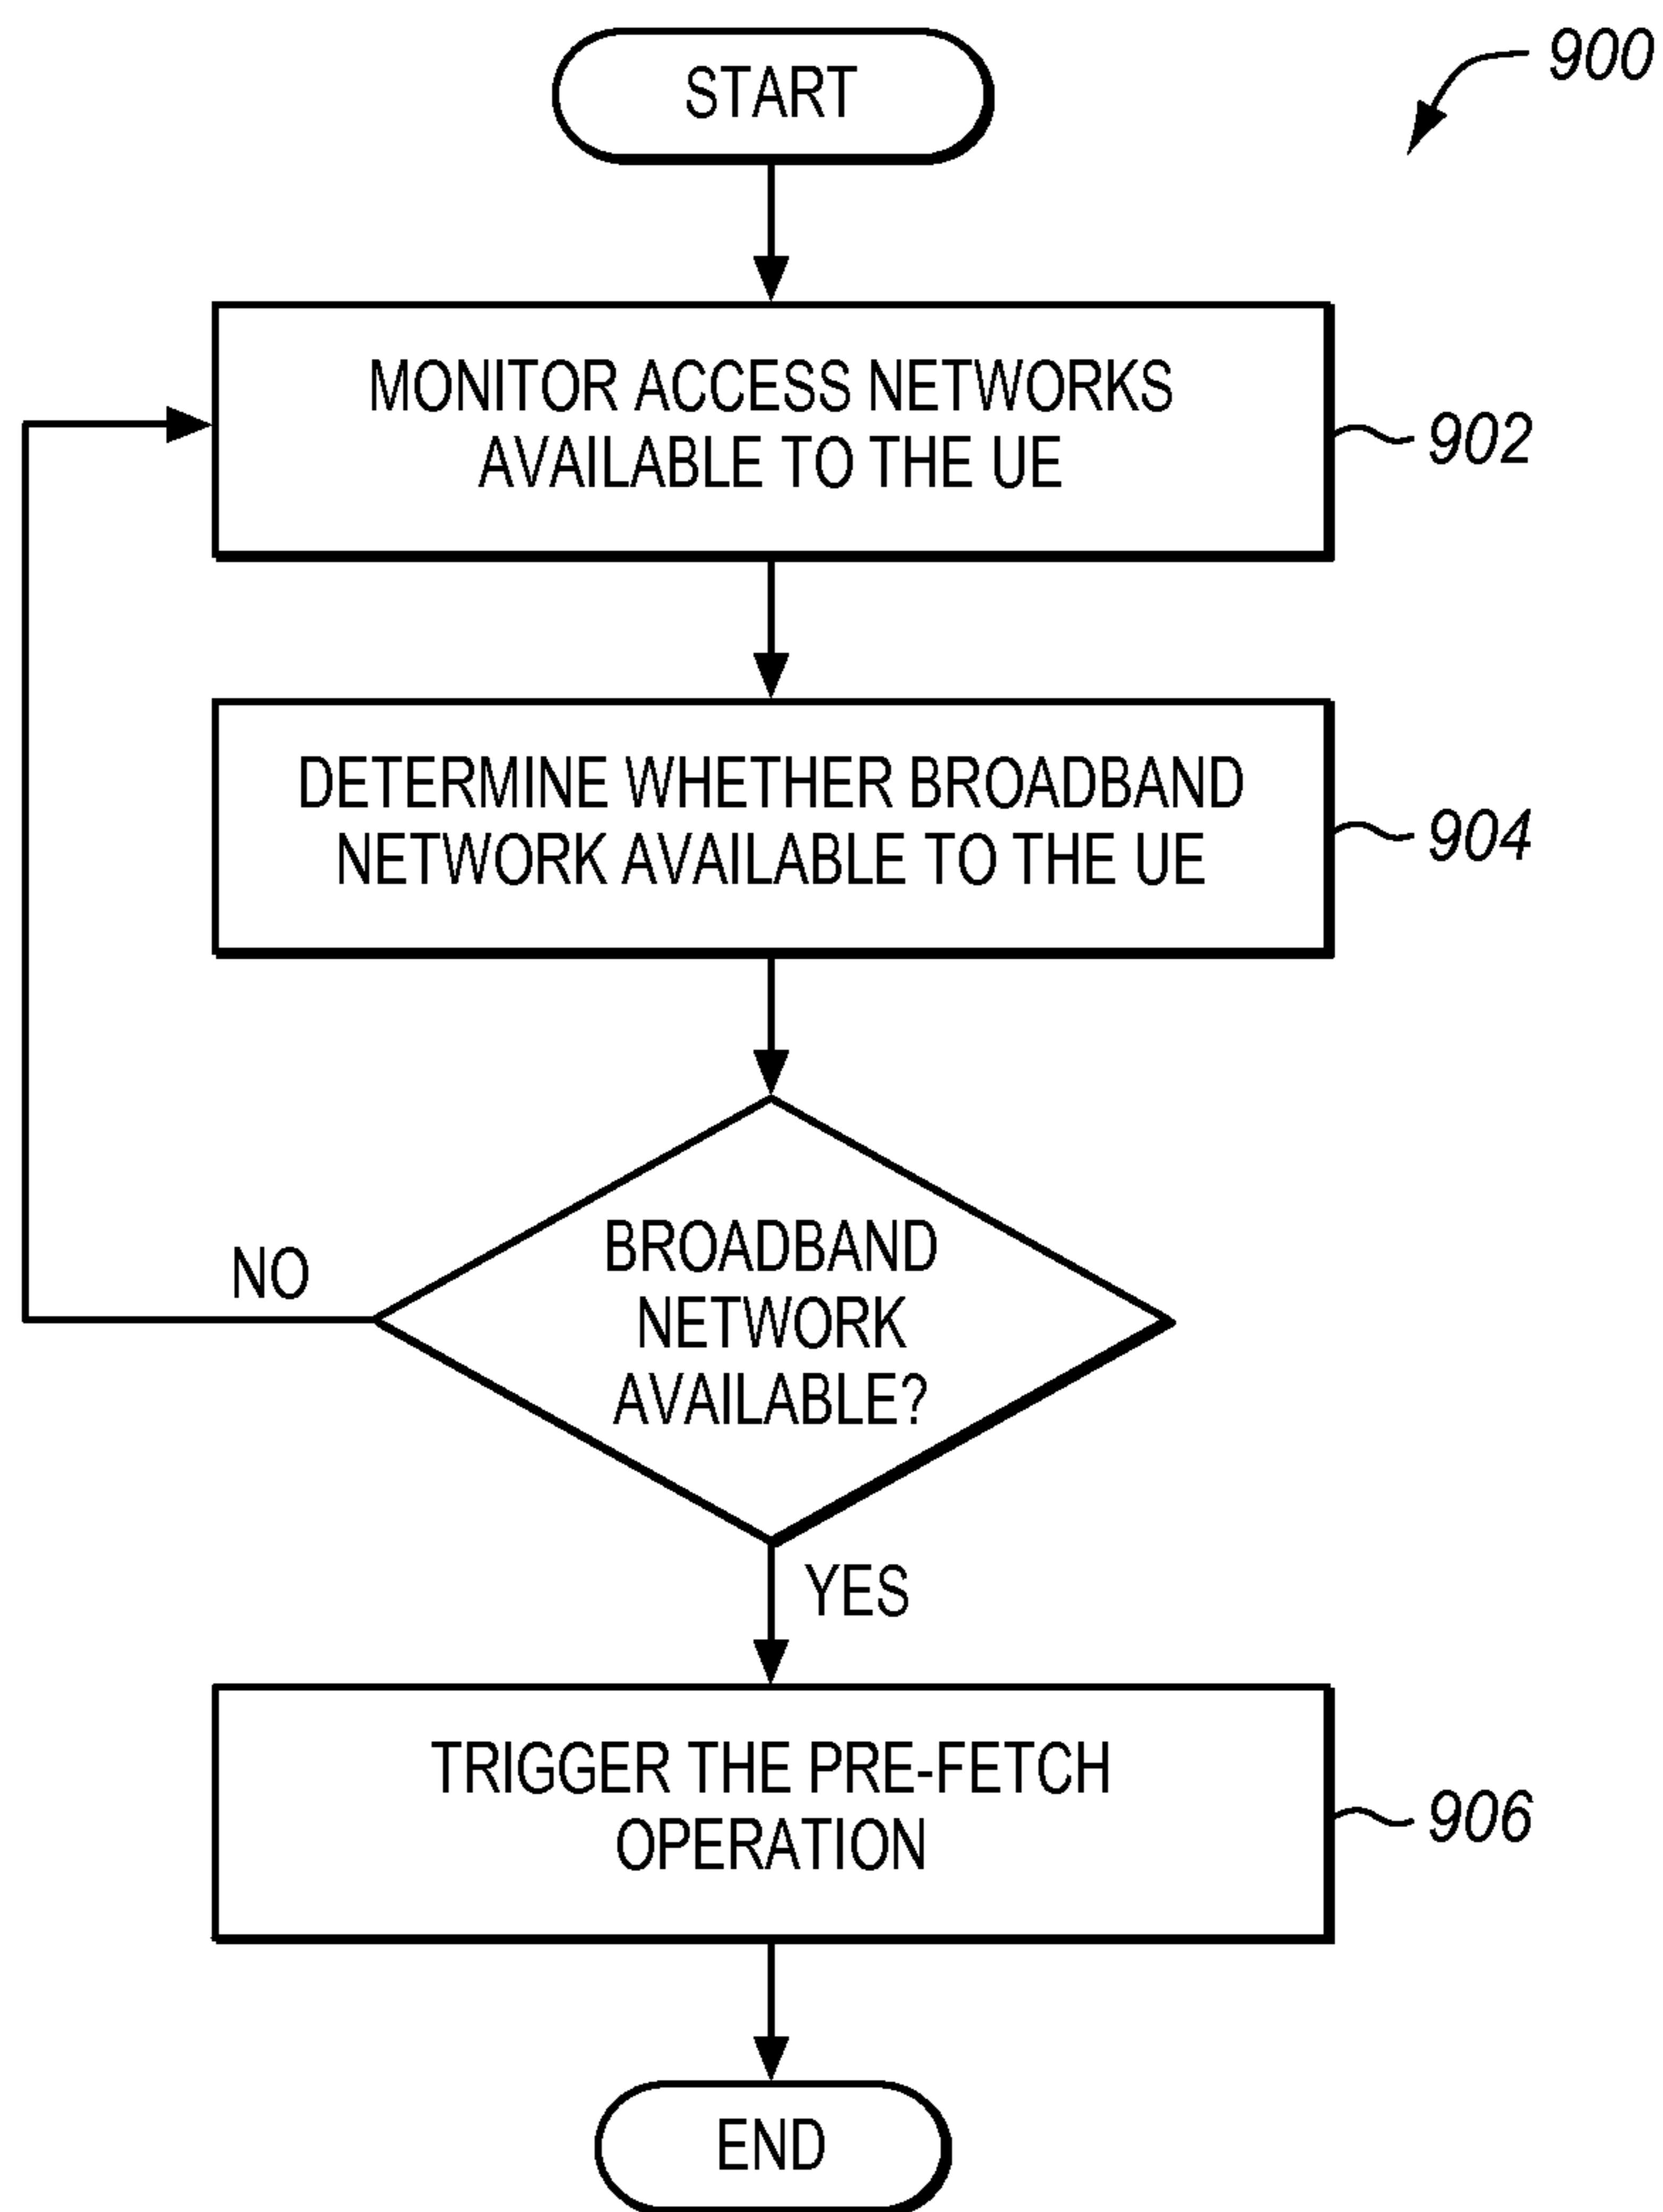 START
900
MONITOR ACCESS NETWORKS
AVAILABLE TO THE UE
902
DETERMINE WHETHER BROADBAND
NETWORK AVAILABLE TO THE UE
904
BROADBAND
NETWORK
AVAILABLE?
NO
YES
TRIGGER THE PRE-FETCH
OPERATION
906
END